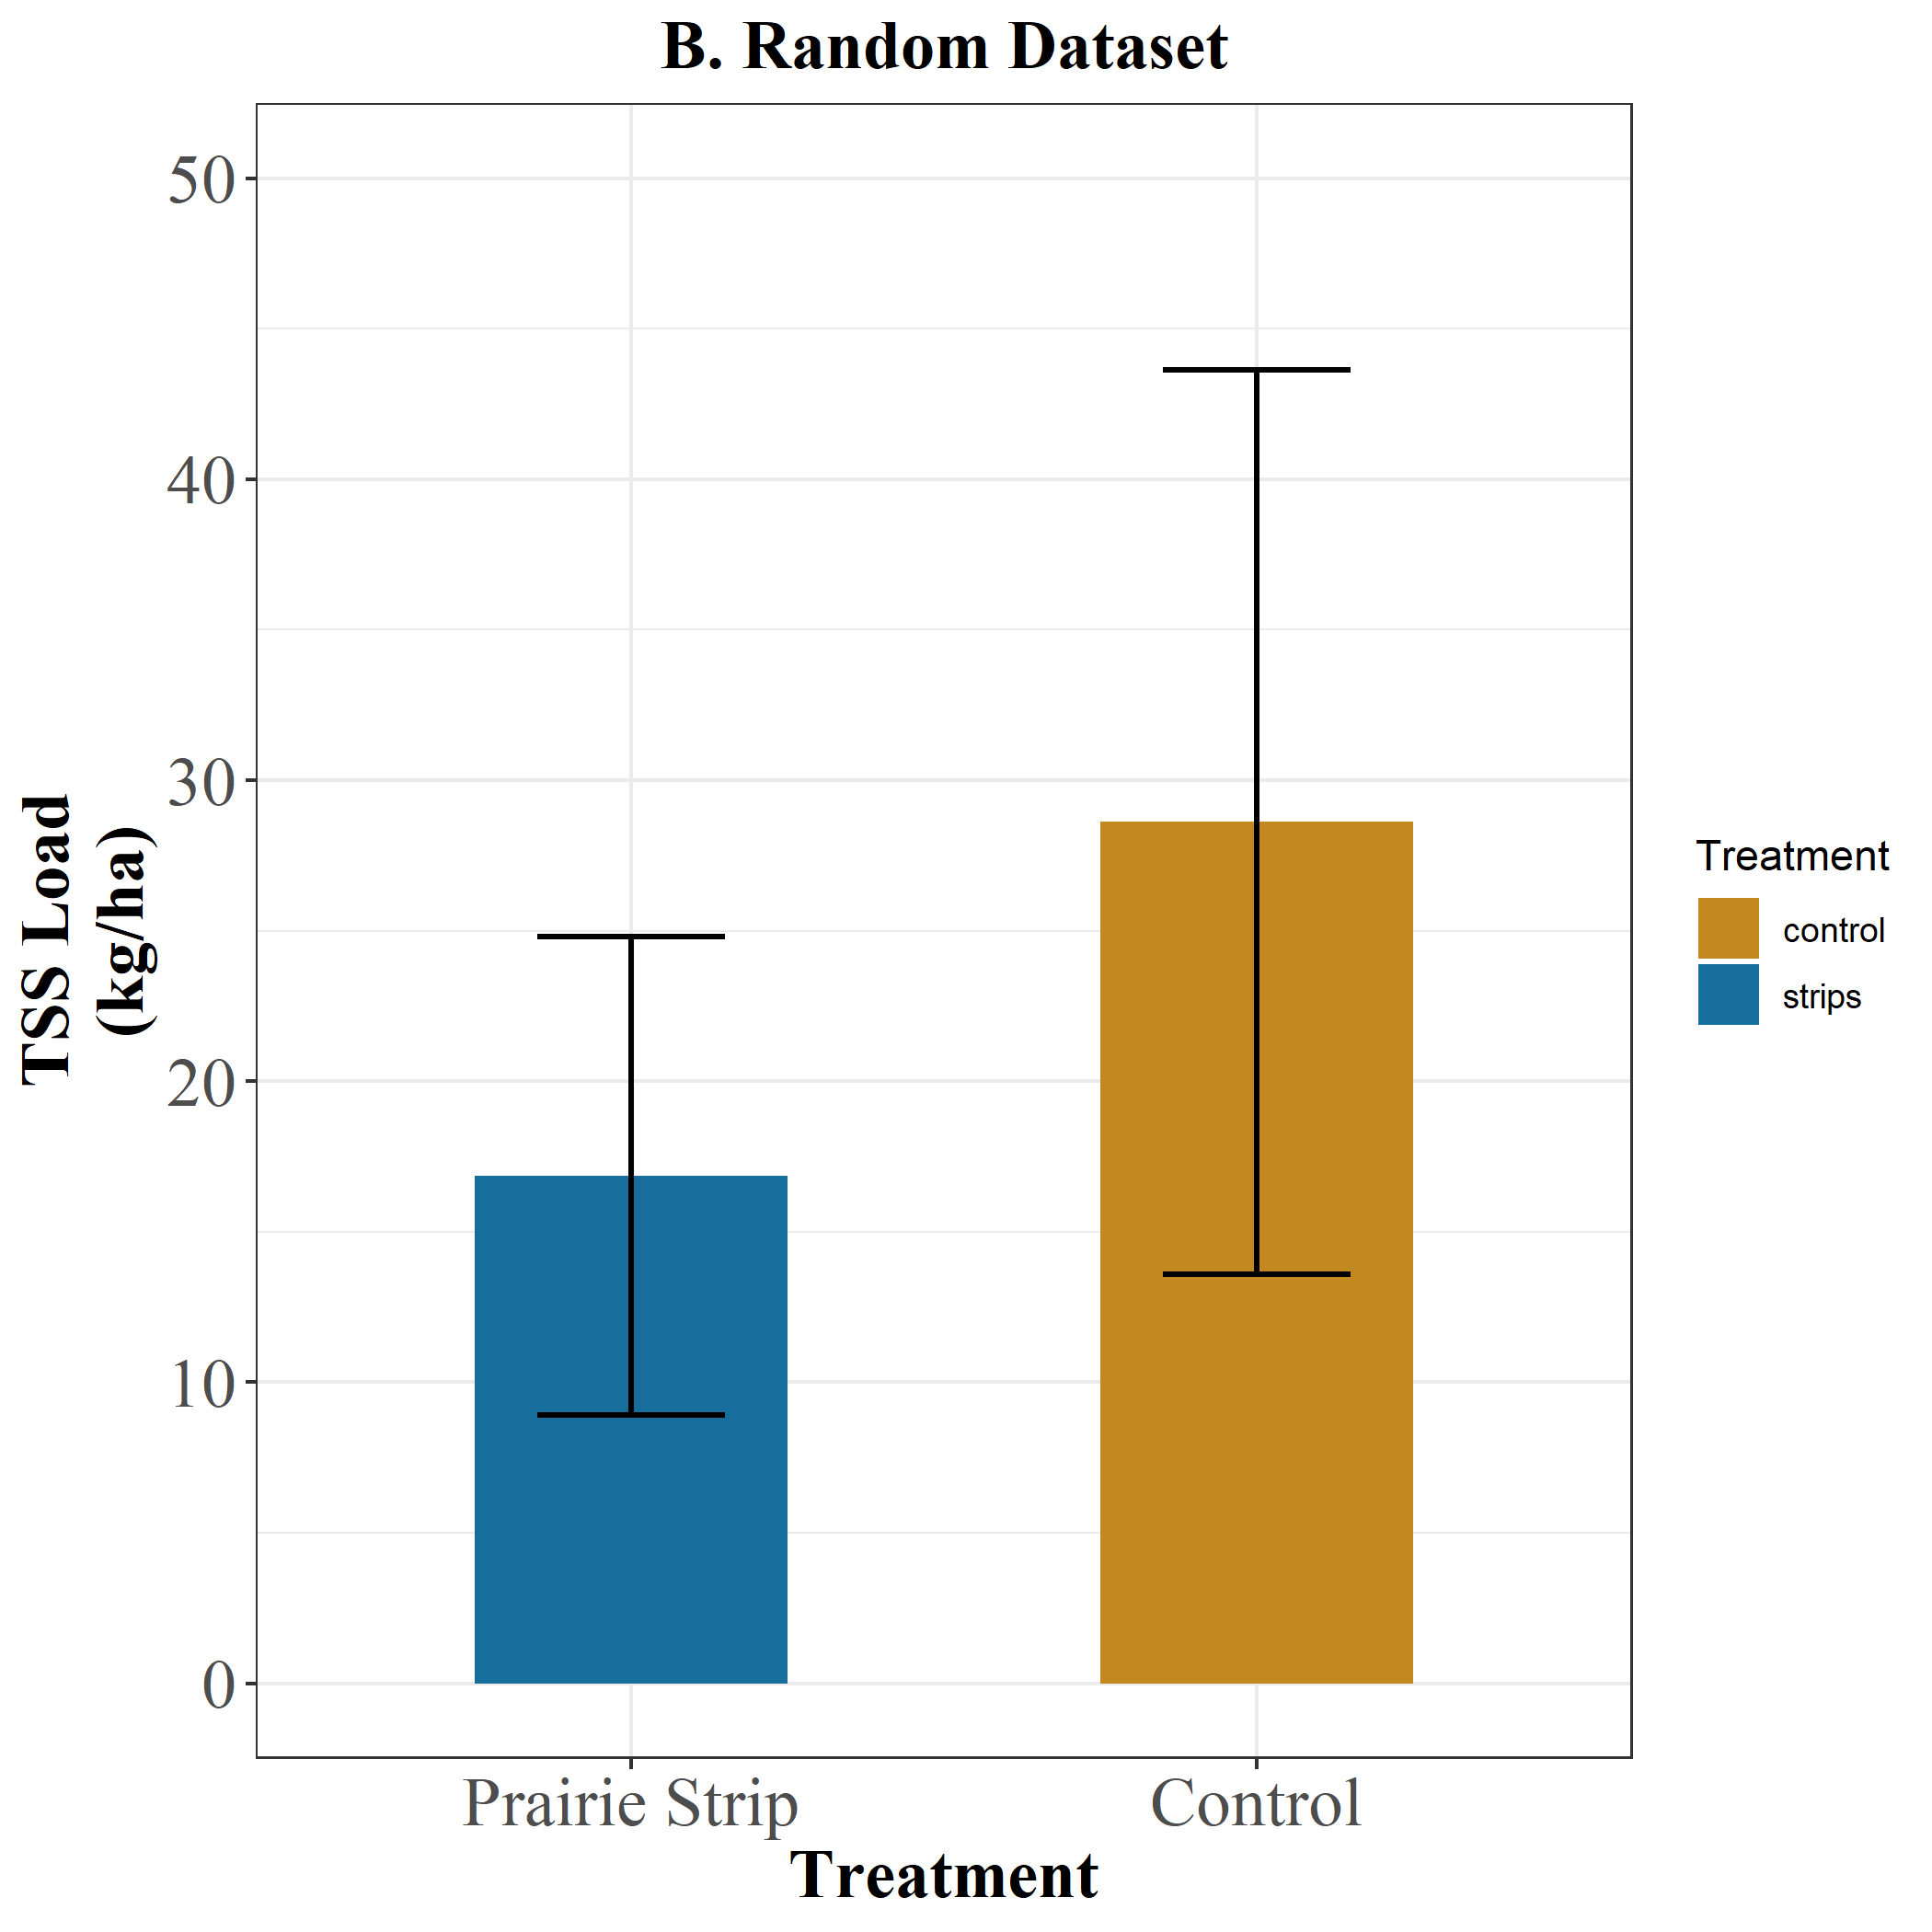 B. Random Dataset
TSS Load
(kg/ha)
50
40
30
20
10
0
Prairie Strip
Control
Treatment
Treatment
control
strips